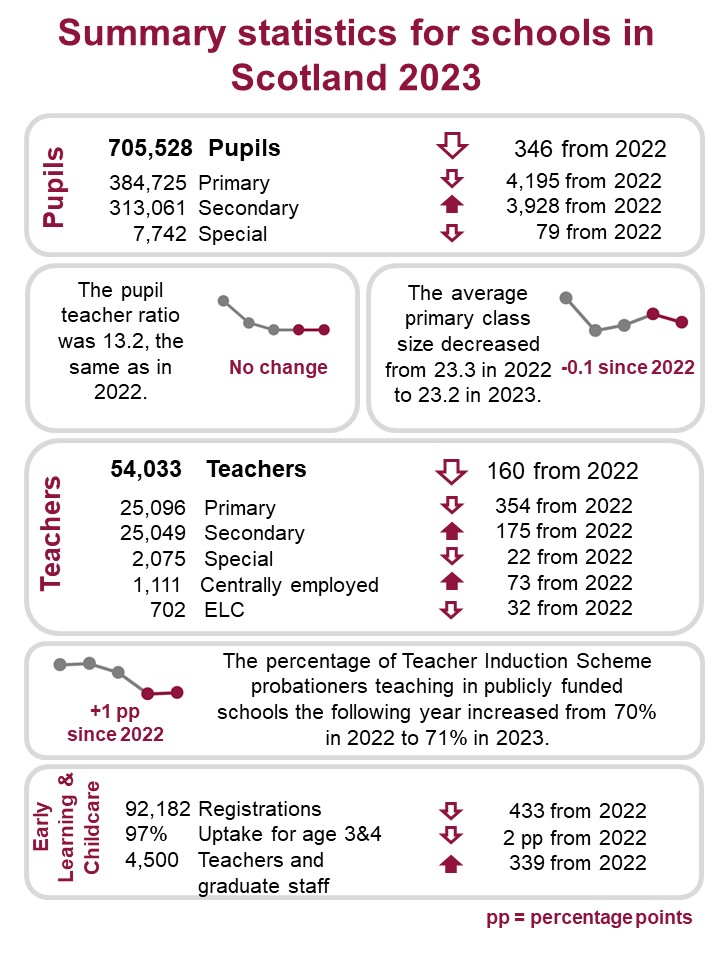 Summary statistics for schools in
Scotland 2023
Pupils
705,528 Pupils 346 from 2022
384,725 Primary 4,195 from 2022
313,061 Secondary 3,928 from 2022
7,742 Special 79 from 2022
The pupil
teacher ratio
was 13.2, the
same as in
2022.
No change
The average
primary class
size decreased
from 23.3 in 2022
to 23.2 in 2023.
-0.1 since 2022
Teachers
54,033 Teachers 160 from 2022
25,096 Primary 354 from 2022
25,049 Secondary 175 from 2022
2,075 Special 22 from 2022
1,111 Centrally employed 73 from 2022
702 ELC 32 from 2022
+1 pp
since 2022
The percentage of Teacher Induction Scheme
probationers teaching in publicly funded
schools the following year increased from 70%
in 2022 to 71% in 2023.
Early
Learning &
Childcare
92,182 Registrations 433 from 2022
97% Uptake for age 3&4 2 pp from 2022
4,500 Teachers and 339 from 2022
graduate staff
pp = percentage points